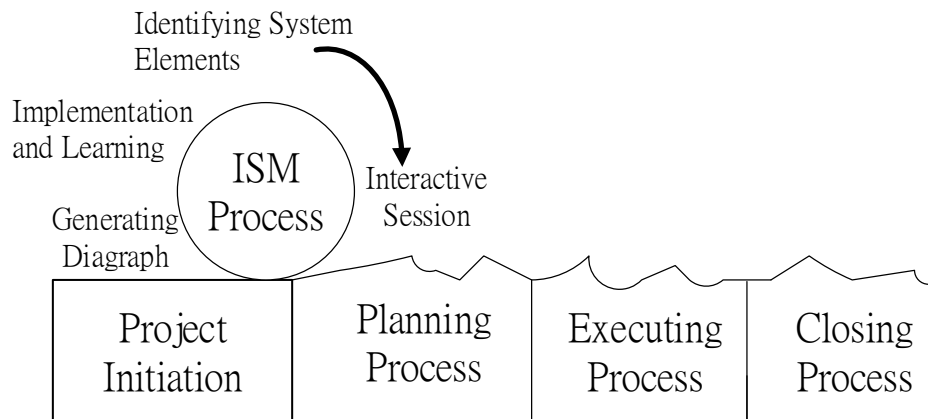 Identifying System
Elements
Implementation
and Learning
ISM
Process
Interactive
Session
Generating
Diagraph
Project
Initiation
Planning
Process
Executing
Process
Closing
Process